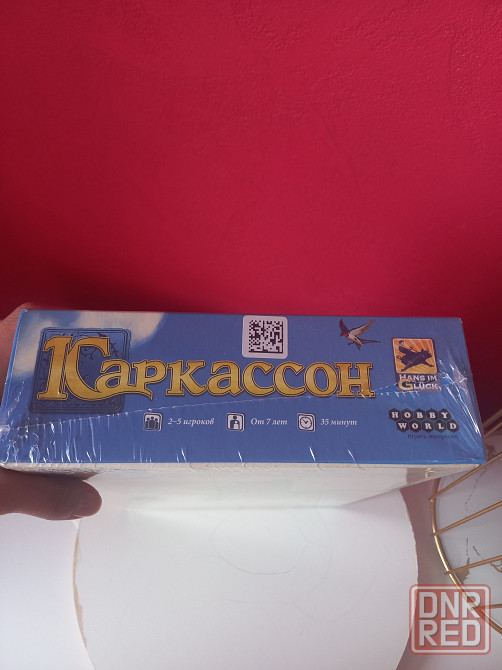 Каркассон
2–5 игроков
От 7 лет
35 минут
HANS IM
GLÜCK
HOBBY
WORLD
DNR
RED